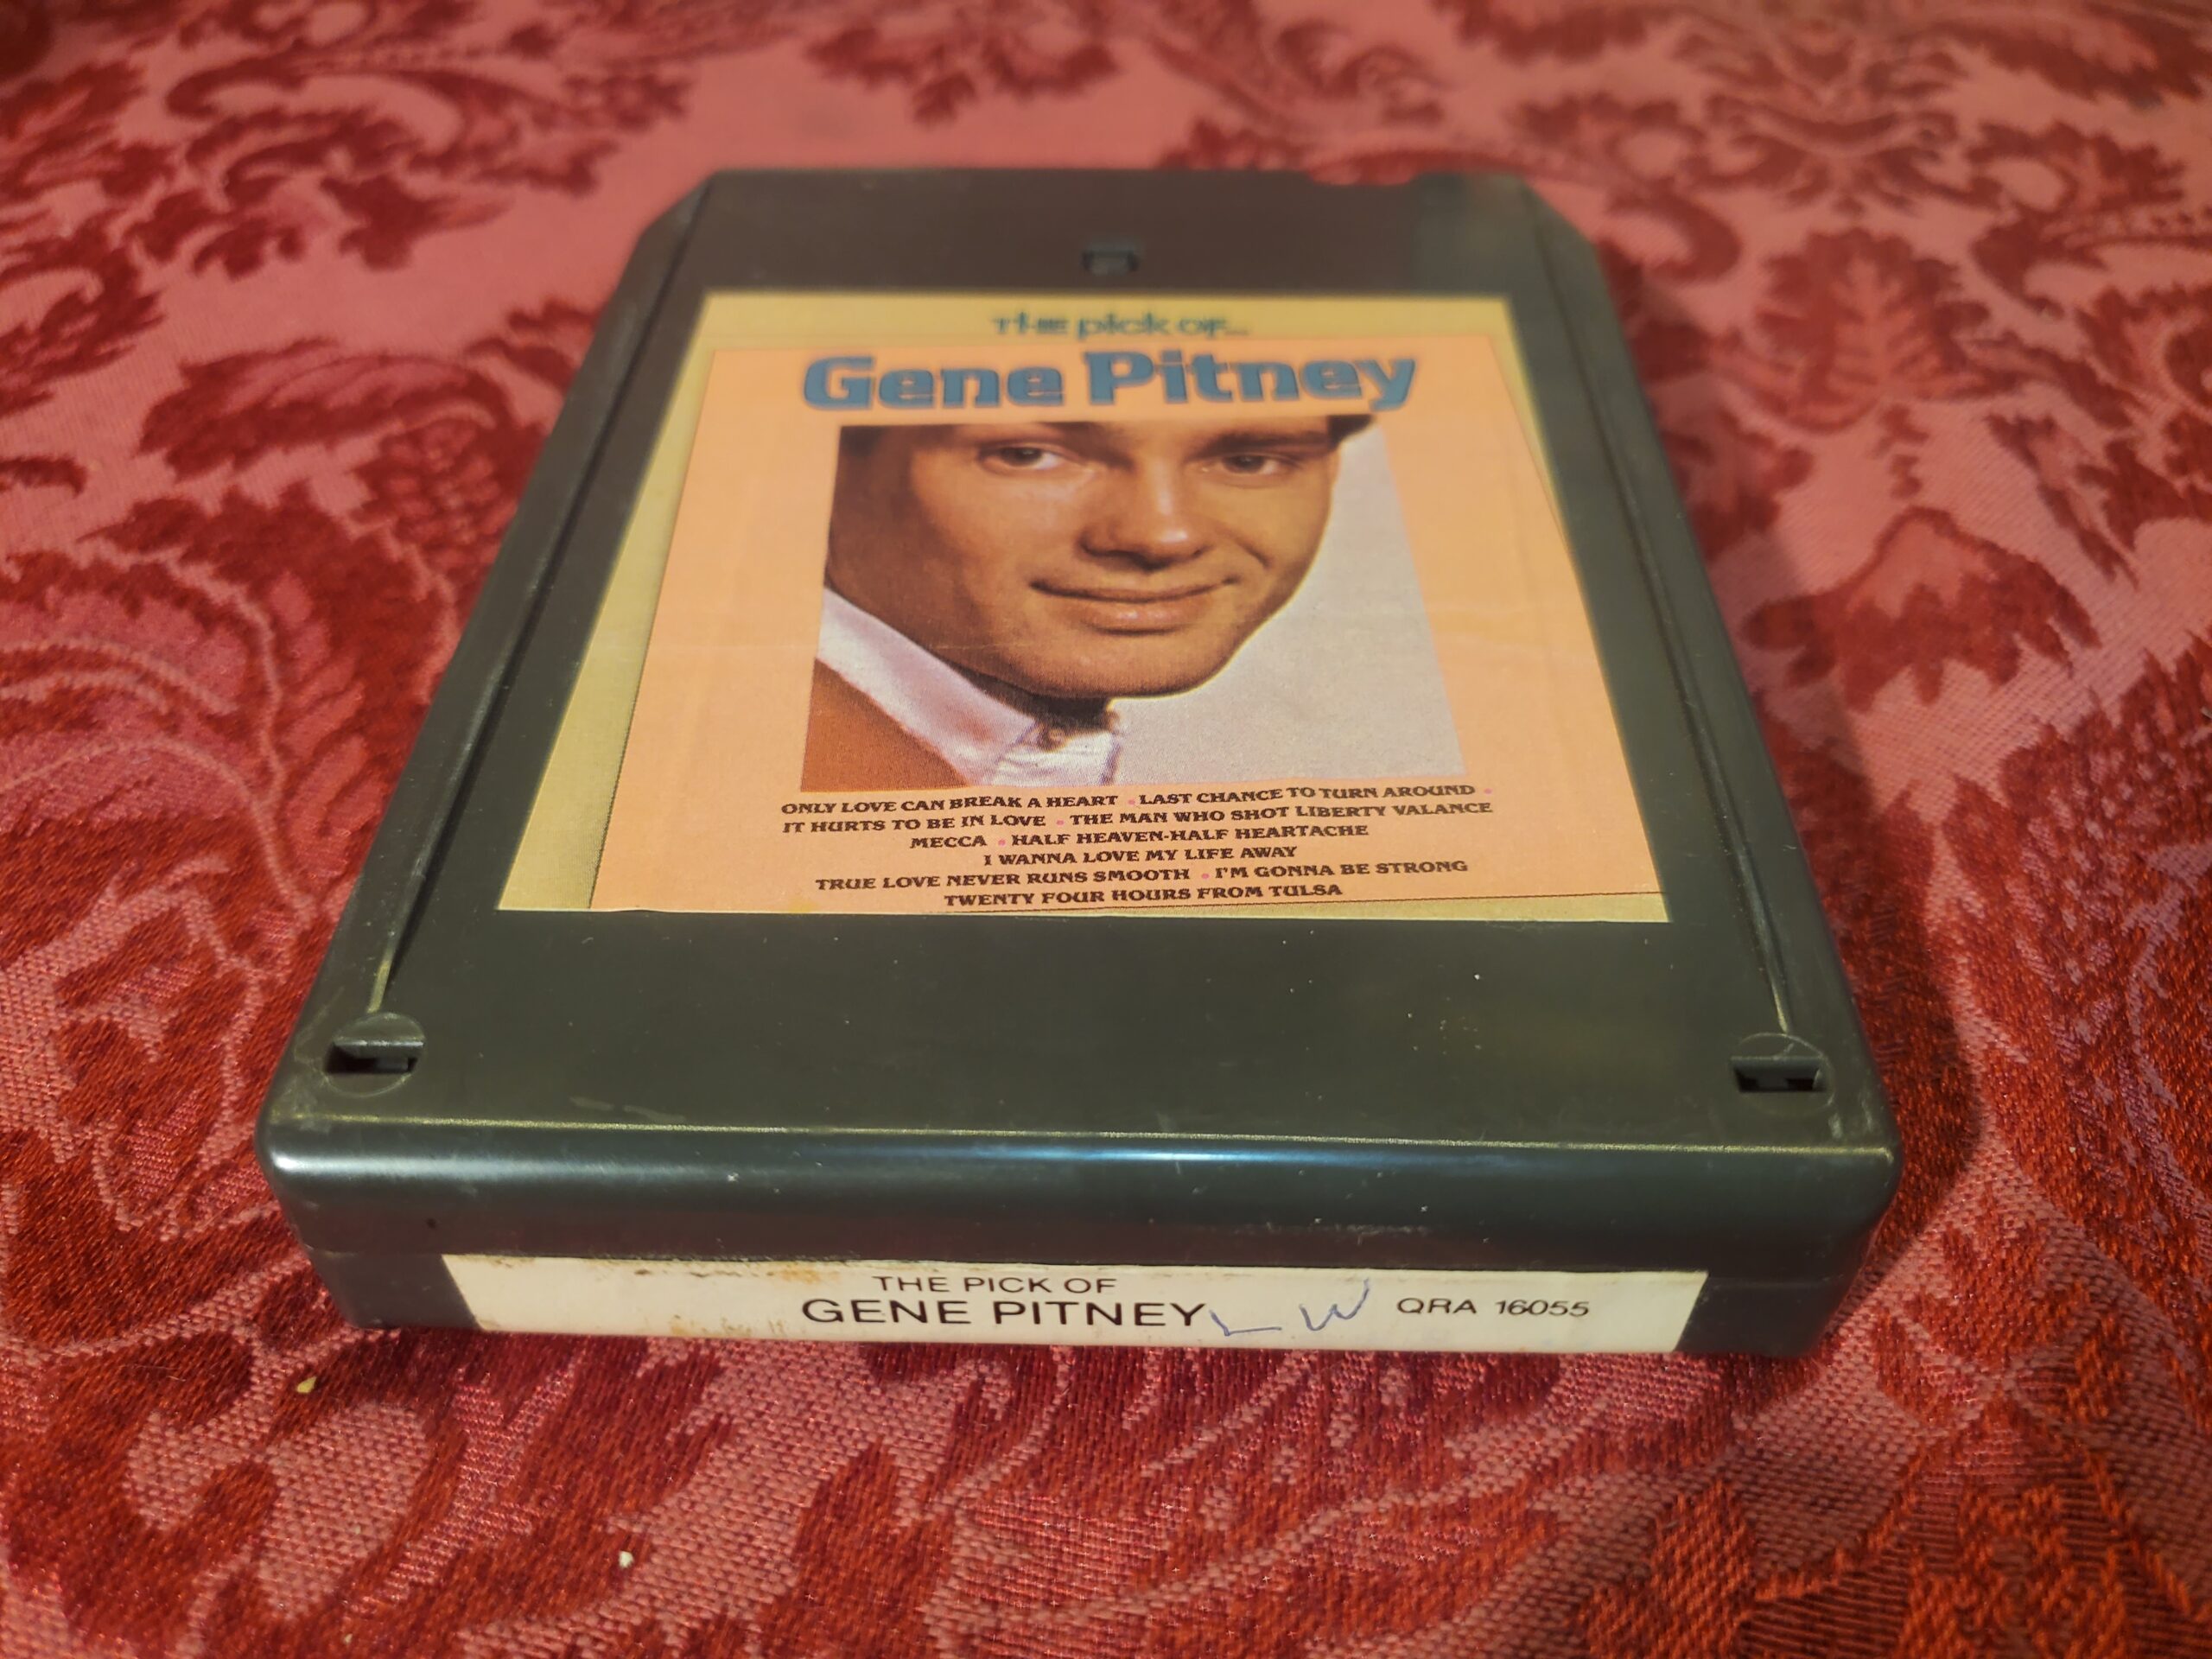 THE pick OF...
Gene Pitney
ONLY LOVE CAN BREAK A HEART • LAST CHANCE TO TURN AROUND •
IT HURTS TO BE IN LOVE • THE MAN WHO SHOT LIBERTY VALANCE
MECCA • HALF HEAVEN-HALF HEARTACHE
I WANNA LOVE MY LIFE AWAY
TRUE LOVE NEVER RUNS SMOOTH • I'M GONNA BE STRONG
TWENTY FOUR HOURS FROM TULSA
THE PICK OF
GENE PITNEY LW QRA 16055